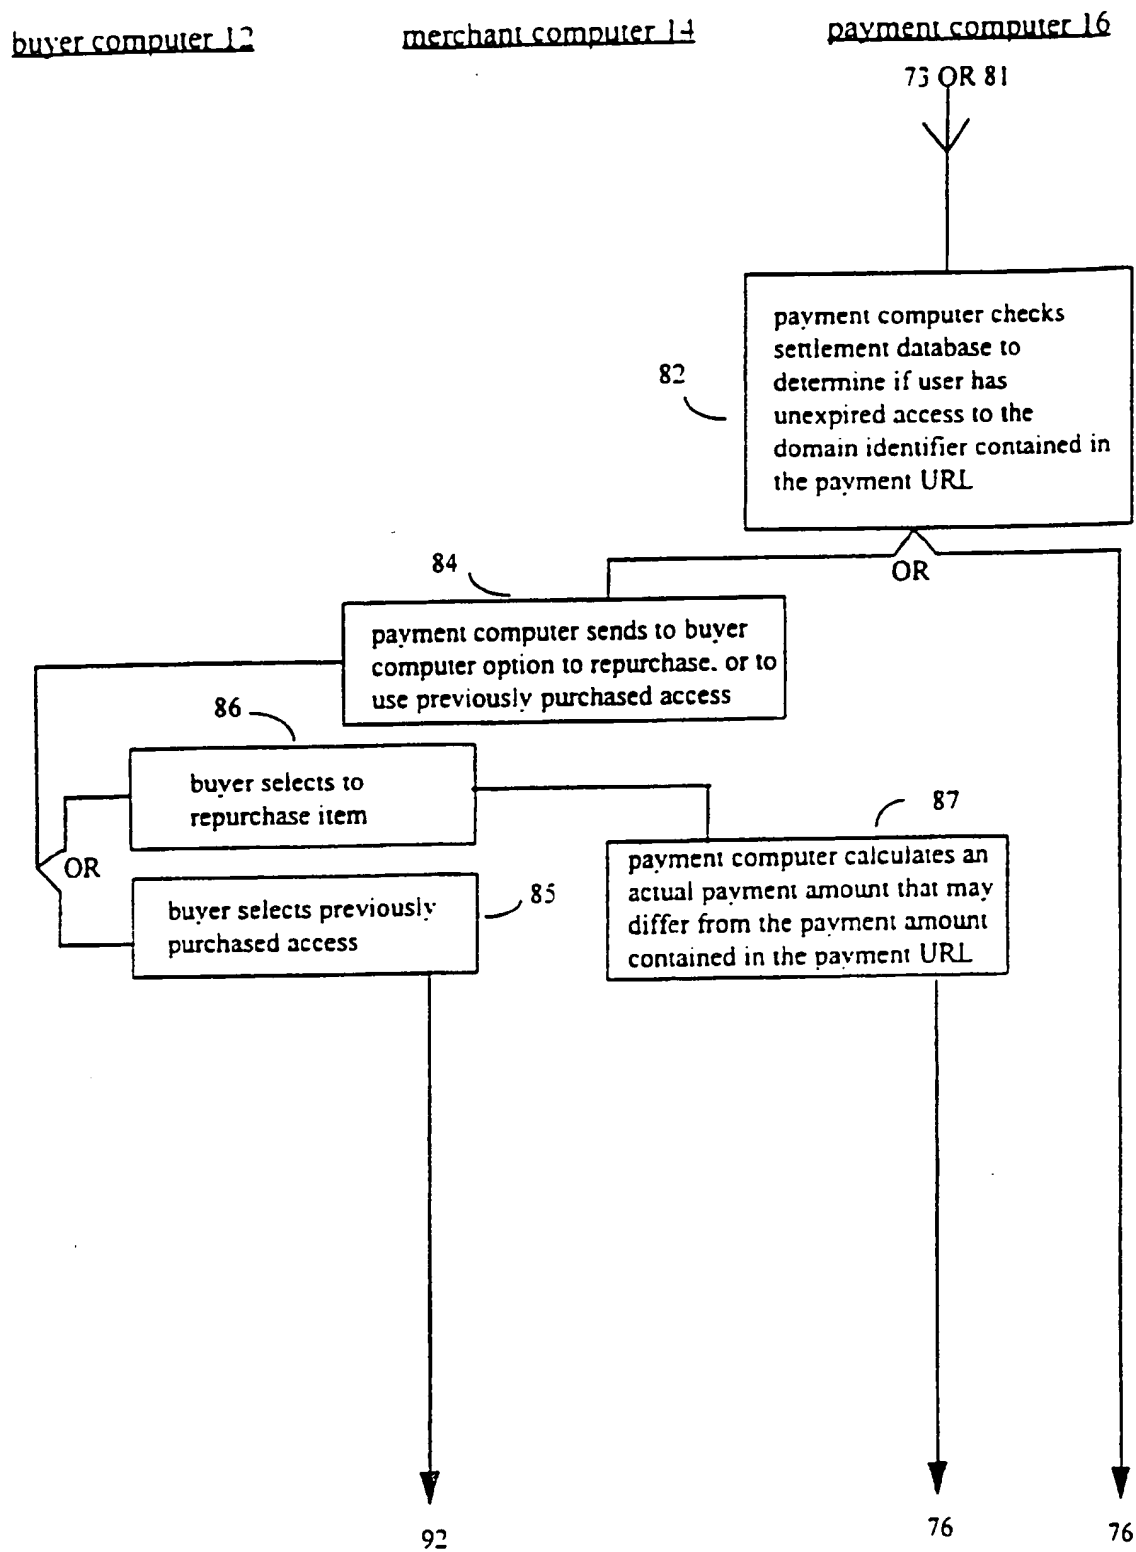 buyer computer 12
merchant computer 14
payment computer 16
73 OR 81
82
payment computer checks
settlement database to
determine if user has
unexpired access to the
domain identifier contained in
the payment URL
OR
84
payment computer sends to buyer
computer option to repurchase, or to
use previously purchased access
86
buyer selects to
repurchase item
OR
87
payment computer calculates an
actual payment amount that may
differ from the payment amount
contained in the payment URL
85
buyer selects previously
purchased access
92
76
76